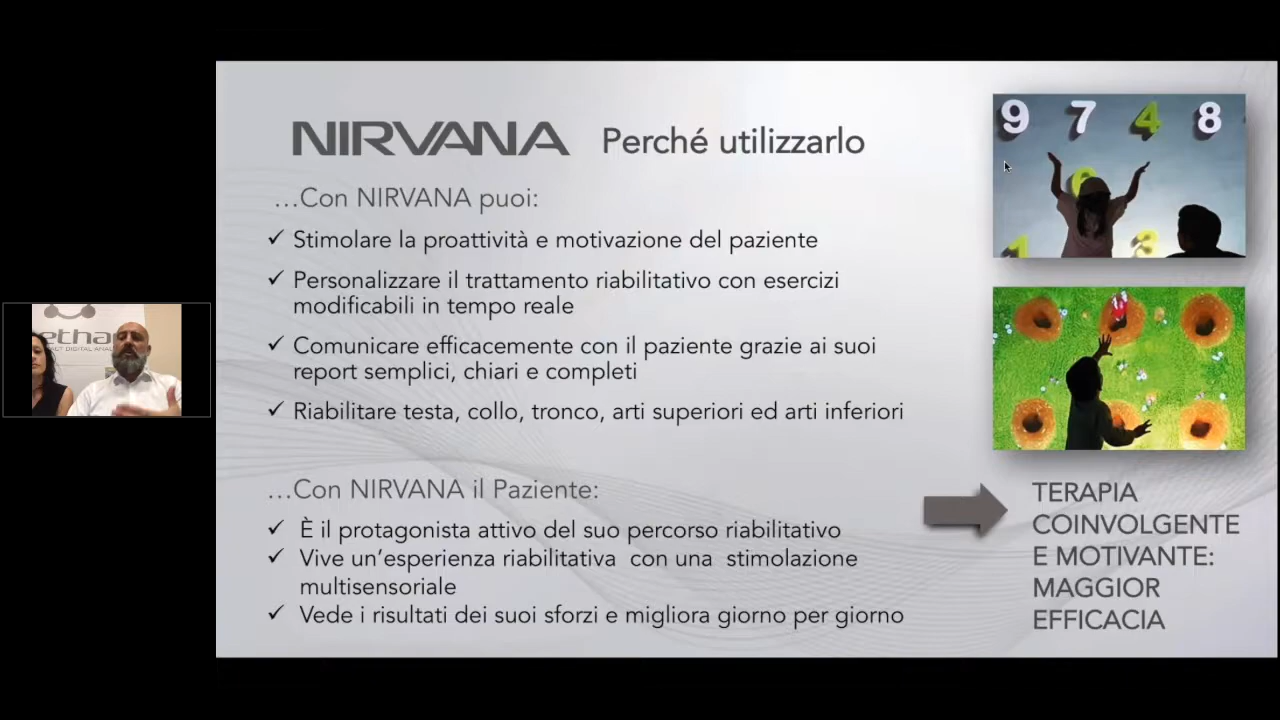 NIRVANA Perché utilizzarlo
…Con NIRVANA puoi:
✓ Stimolare la proattività e motivazione del paziente
✓ Personalizzare il trattamento riabilitativo con esercizi
modificabili in tempo reale
✓ Comunicare efficacemente con il paziente grazie ai suoi
report semplici, chiari e completi
✓ Riabilitare testa, collo, tronco, arti superiori ed arti inferiori
…Con NIRVANA il Paziente:
✓ È il protagonista attivo del suo percorso riabilitativo
✓ Vive un’esperienza riabilitativa con una stimolazione
multisensoriale
✓ Vede i risultati dei suoi sforzi e migliora giorno per giorno
9 7 4 8
TERAPIA
COINVOLGENTE
E MOTIVANTE:
MAGGIOR
EFFICACIA